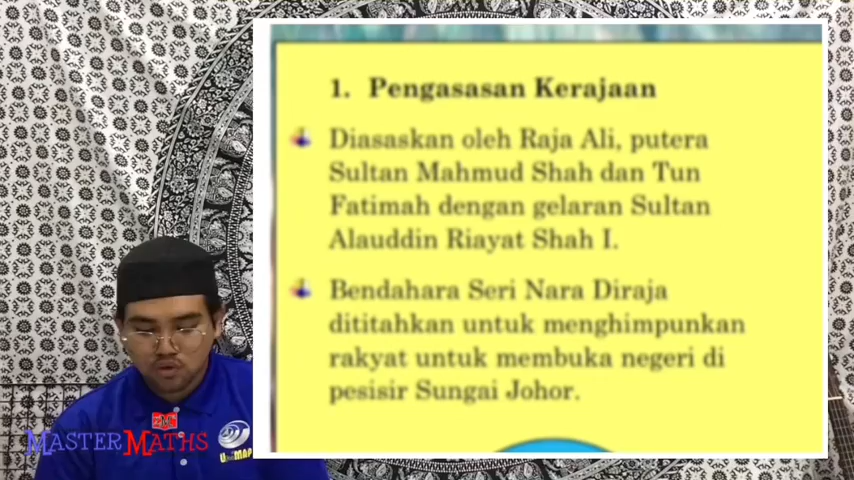 1. Pengasasan Kerajaan
Diasaskan oleh Raja Ali, putera
Sultan Mahmud Shah dan Tun
Fatimah dengan gelaran Sultan
Alauddin Riayat Shah I.
Bendahara Seri Nara Diraja
dititahkan untuk menghimpunkan
rakyat untuk membuka negeri di
pesisir Sungai Johor.
MASTERMATHS
UniMAP